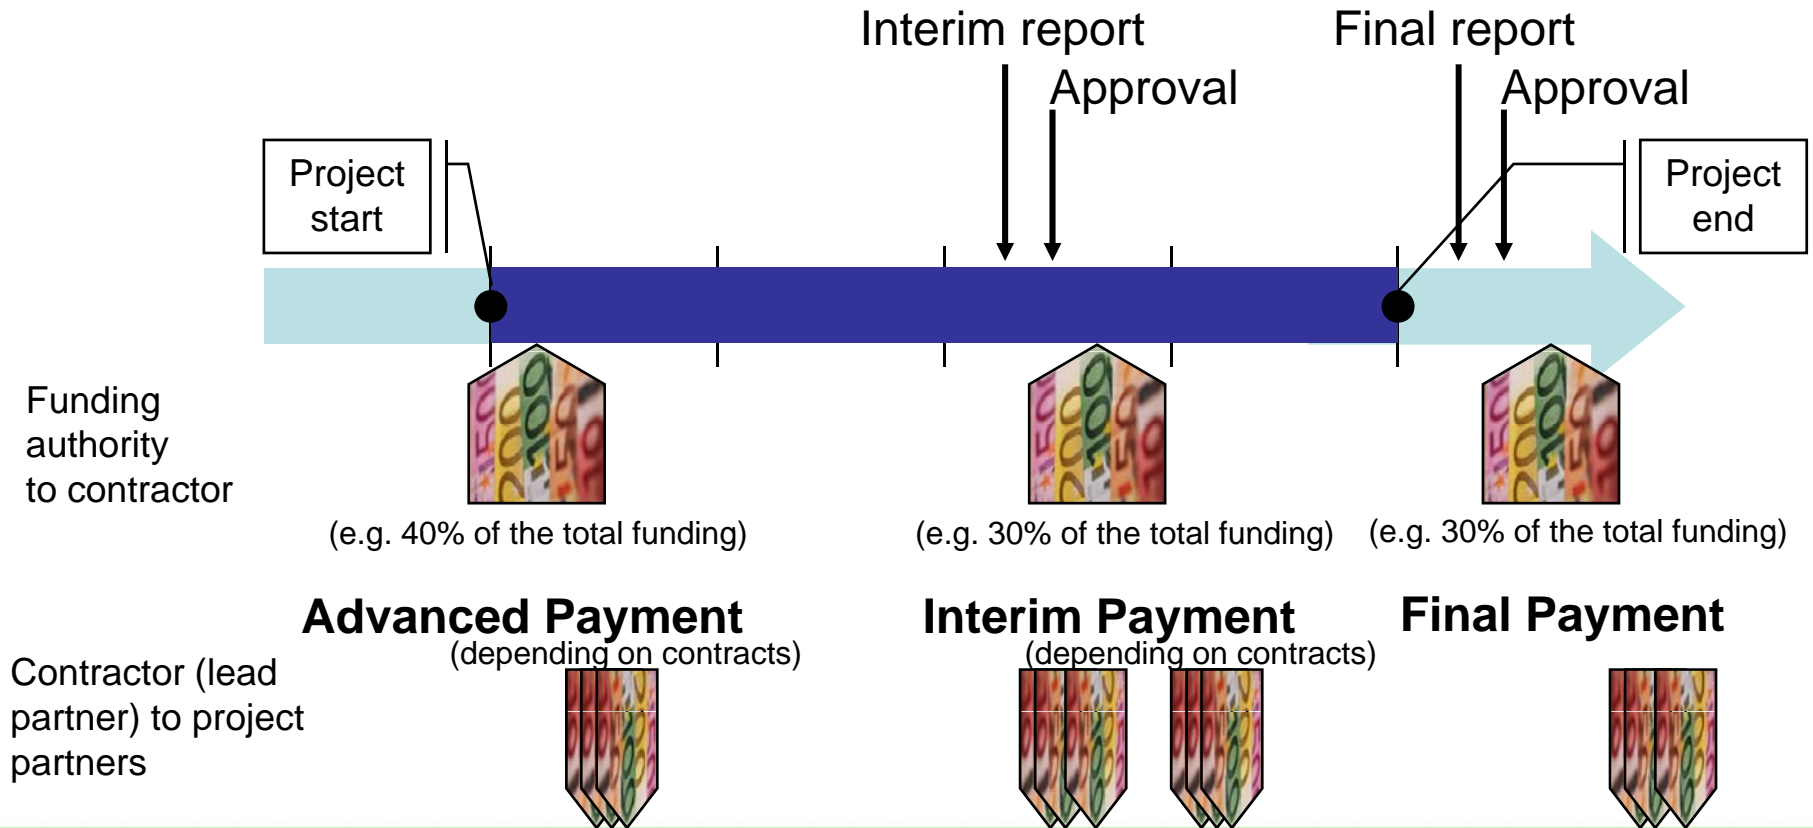 Interim report
Final report
Approval
Approval
Project
start
Project
end
Funding
authority
to contractor
(e.g. 40% of the total funding)
(e.g. 30% of the total funding)
(e.g. 30% of the total funding)
Advanced Payment
Interim Payment
Final Payment
(depending on contracts)
(depending on contracts)
Contractor (lead
partner) to project
partners